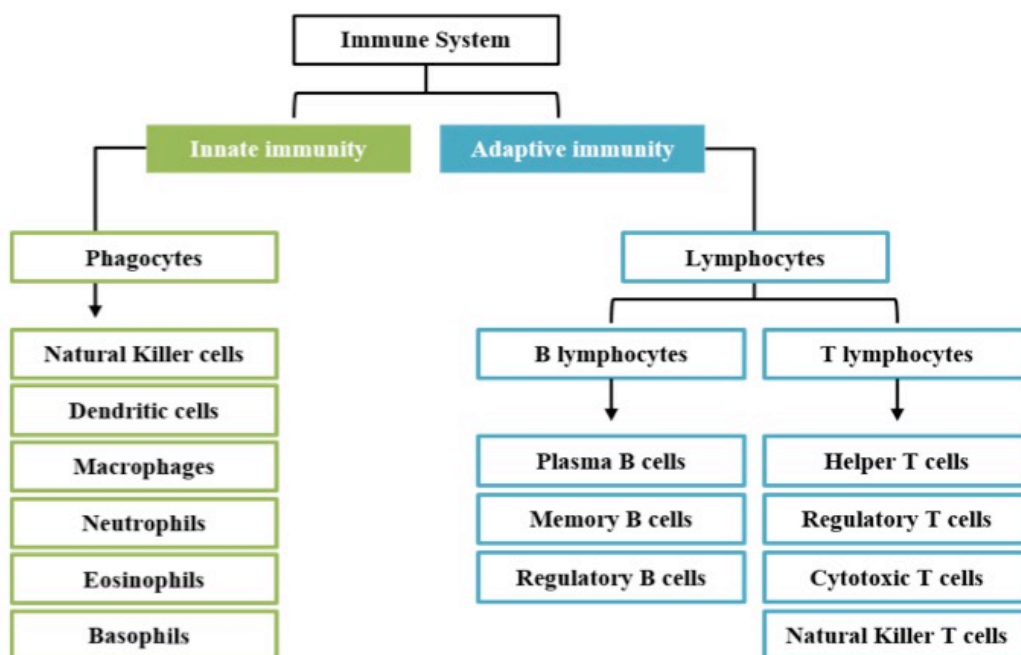 Immune System
Innate immunity
Adaptive immunity
Phagocytes
Lymphocytes
Natural Killer cells
Dendritic cells
Macrophages
Neutrophils
Eosinophils
Basophils
B lymphocytes
T lymphocytes
Plasma B cells
Memory B cells
Regulatory B cells
Helper T cells
Regulatory T cells
Cytotoxic T cells
Natural Killer T cells